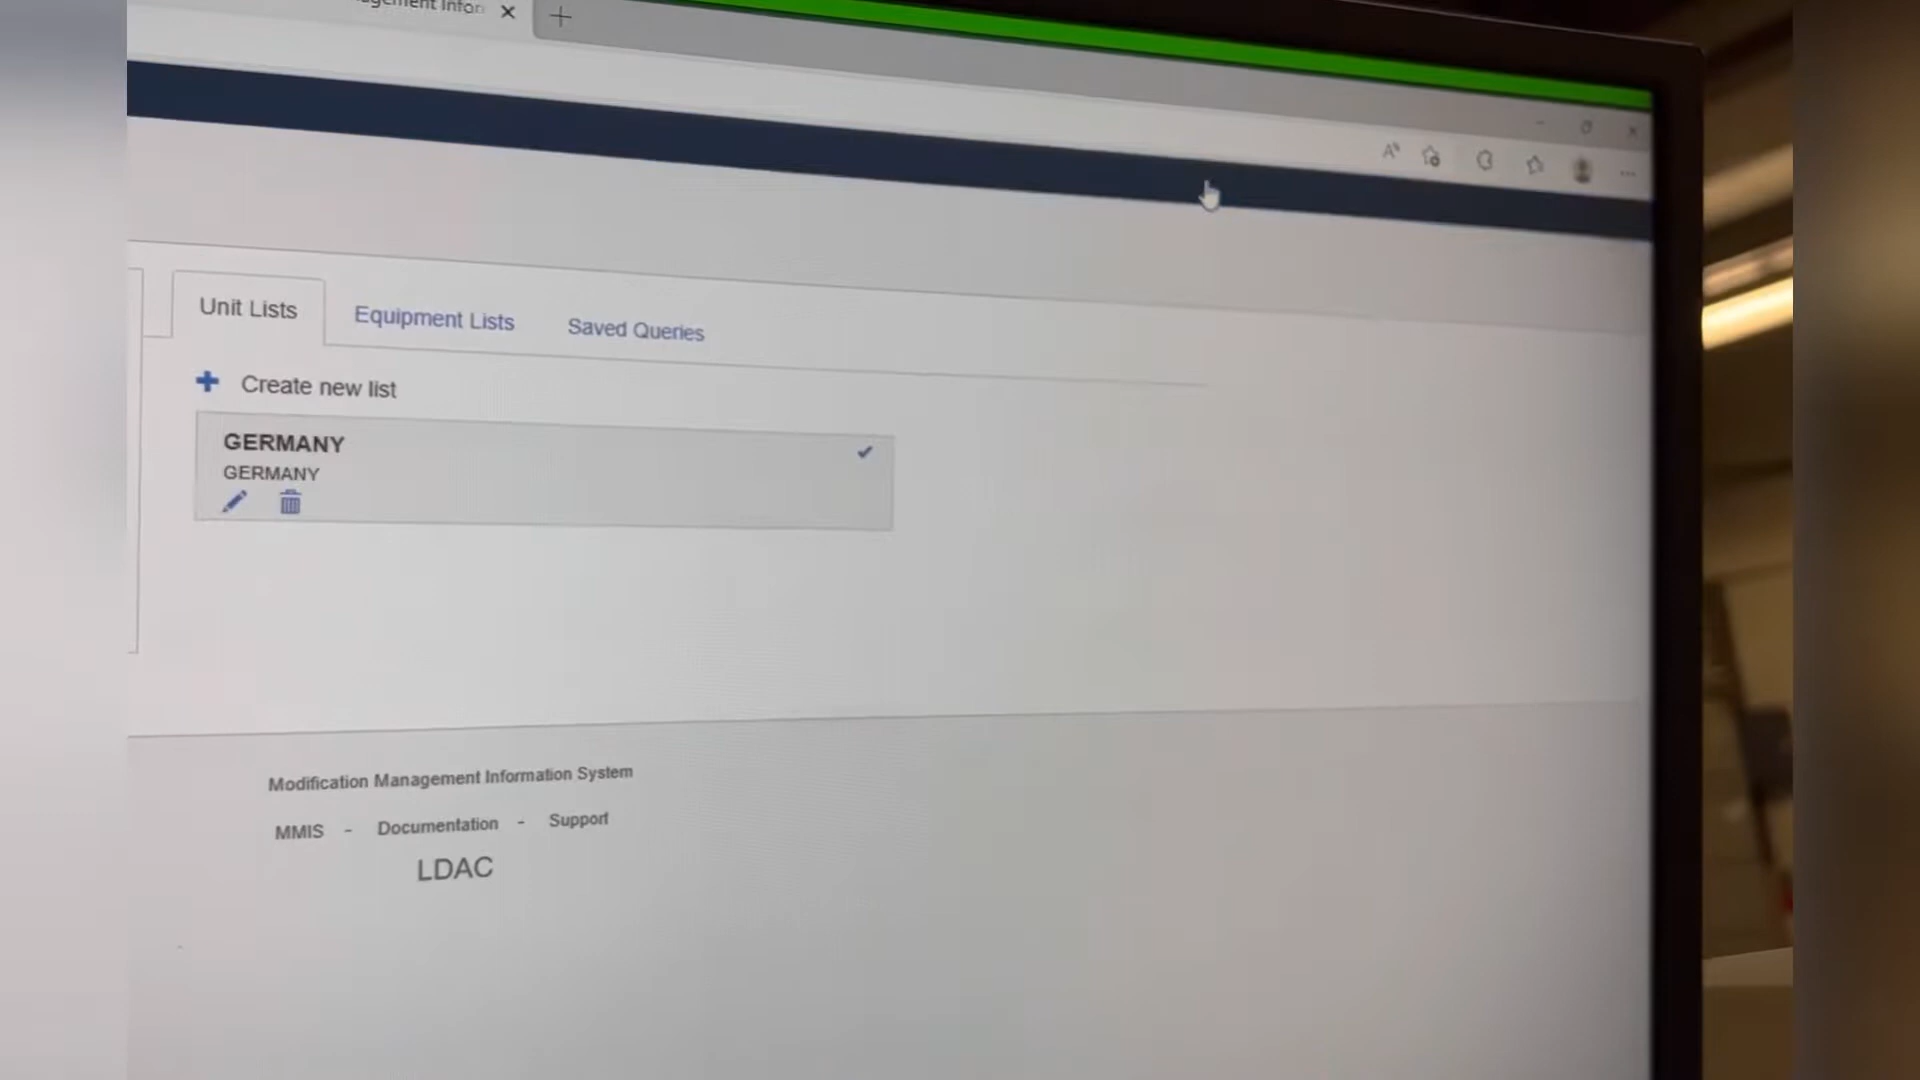 Unit Lists
Equipment Lists
Saved Queries
Create new list
GERMANY
GERMANY
Modification Management Information System
MMIS - Documentation - Support
LDAC